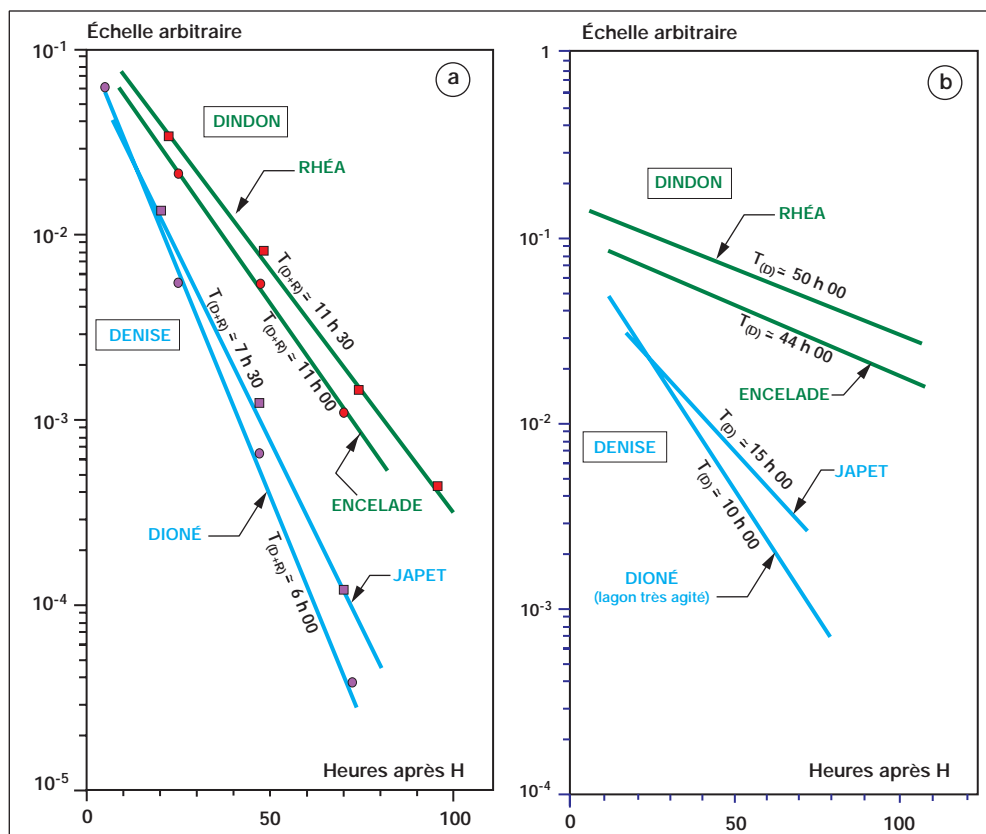 Échelle arbitraire
10-1
10-2
10-3
10-4
10-5
a
DINDON
RHÉA
T(D+R) = 11 h 30
T(D+R) = 11 h 00
T(D+R) = 7 h 30
DENISE
ENCELADE
DIONÉ
T(D+R) = 6 h 00
JAPET
Heures après H
0
50
100
Échelle arbitraire
1
10-1
10-2
10-3
10-4
b
DINDON
RHÉA
T(D) = 50 h 00
T(D) = 44 h 00
ENCELADE
DENISE
T(D) = 15 h 00
JAPET
T(D) = 10 h 00
DIONÉ
(lagon très agité)
Heures après H
0
50
100